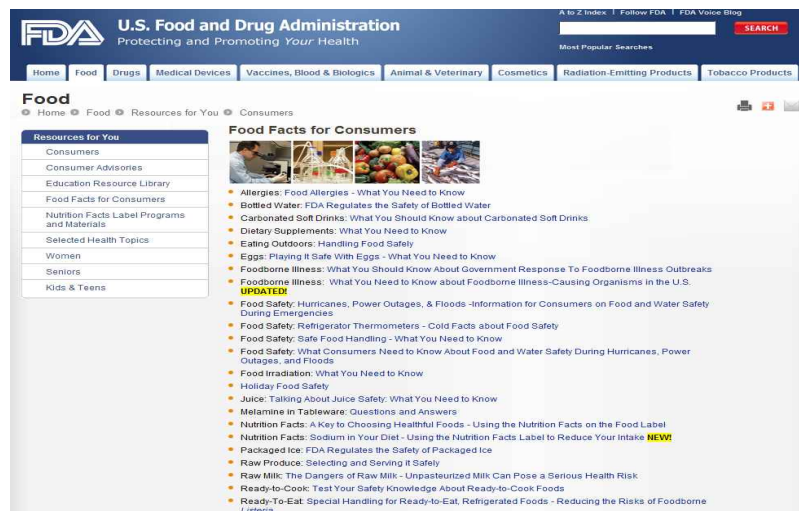 A to Z Index | Follow FDA | FDA Voice Blog
FDA
U.S. Food and Drug Administration
Protecting and Promoting Your Health
SEARCH
Most Popular Searches
Home
Food
Drugs
Medical Devices
Vaccines, Blood & Biologics
Animal & Veterinary
Cosmetics
Radiation-Emitting Products
Tobacco Products
Food
Home Food Resources for You Consumers
Resources for You
Consumers
Consumer Advisories
Education Resource Library
Food Facts for Consumers
Nutrition Facts Label Programs
and Materials
Selected Health Topics
Women
Seniors
Kids & Teens
Food Facts for Consumers
Allergies: Food Allergies - What You Need to Know
Bottled Water: FDA Regulates the Safety of Bottled Water
Carbonated Soft Drinks: What You Should Know about Carbonated Soft Drinks
Dietary Supplements: What You Need to Know
Eating Outdoors: Handling Food Safely
Eggs: Playing It Safe With Eggs - What You Need to Know
Foodborne Illness: What You Should Know About Government Response To Foodborne Illness Outbreaks
Foodborne Illness: What You Need to Know about Foodborne Illness-Causing Organisms in the U.S.
UPDATED!
Food Safety: Hurricanes, Power Outages, & Floods -Information for Consumers on Food and Water Safety
During Emergencies
Food Safety: Refrigerator Thermometers - Cold Facts about Food Safety
Food Safety: Safe Food Handling - What You Need to Know
Food Safety: What Consumers Need to Know About Food and Water Safety During Hurricanes, Power
Outages, and Floods
Food Irradiation: What You Need to Know
Holiday Food Safety
Juice: Talking About Juice Safety: What You Need to Know
Melamine in Tableware: Questions and Answers
Nutrition Facts: A Key to Choosing Healthful Foods - Using the Nutrition Facts on the Food Label
Nutrition Facts: Sodium in Your Diet - Using the Nutrition Facts Label to Reduce Your Intake NEW!
Packaged Ice: FDA Regulates the Safety of Packaged Ice
Raw Produce: Selecting and Serving it Safely
Raw Milk: The Dangers of Raw Milk - Unpasteurized Milk Can Pose a Serious Health Risk
Ready-to-Cook: Test Your Safety Knowledge About Ready-to-Cook Foods
Ready-To-Eat: Special Handling for Ready-to-Eat, Refrigerated Foods - Reducing the Risks of Foodborne